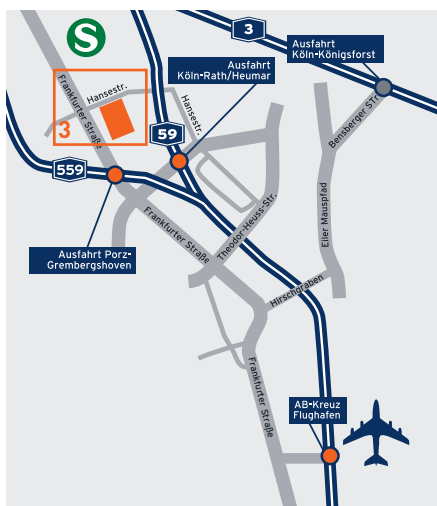 S
3
Ausfahrt
Köln-Königsforst
Ausfahrt
Köln-Rath/Heumar
Hansestr.
Frankfurter Straße
3
59
Hansestr.
Bensberger STr.
559
Eiler Mauspfad
Theodor-Heuss-Str.
Frankfurter Straße
Ausfahrt Porz-
Grembergshoven
Hirschgraben
Frankfurter Straße
AB-Kreuz
Flughafen